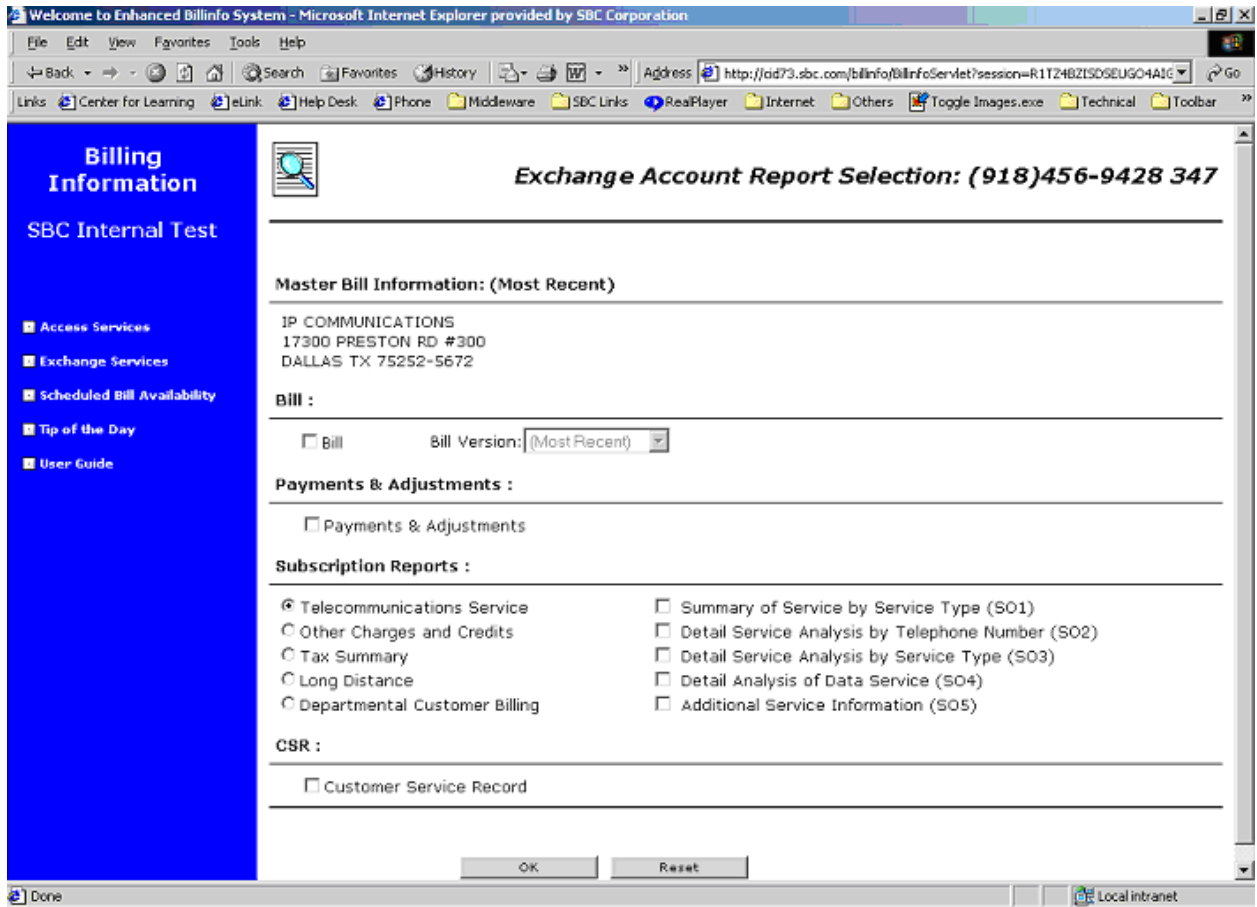 Welcome to Enhanced Billinfo System - Microsoft Internet Explorer provided by SBC Corporation
File Edit View Favorites Tools Help
Back Search Favorites History Address http://cid73.sbc.com/billinfo/BillinfoServlet?session= Go
Links Center for Learning eLink Help Desk Phone Middleware SBC Links RealPlayer Internet Others Toggle Images.exe Technical Toolbar
Billing
Information
SBC Internal Test
Access Services
Exchange Services
Scheduled Bill Availability
Tip of the Day
User Guide
Exchange Account Report Selection: (918)456-9428 347
Master Bill Information: (Most Recent)
IP COMMUNICATIONS
17300 PRESTON RD #300
DALLAS TX 75252-5672
Bill :
Bill Bill Version: (Most Recent)
Payments & Adjustments :
Payments & Adjustments
Subscription Reports :
Telecommunications Service Summary of Service by Service Type (SO1)
Other Charges and Credits Detail Service Analysis by Telephone Number (SO2)
Tax Summary Detail Service Analysis by Service Type (SO3)
Long Distance Detail Analysis of Data Service (SO4)
Departmental Customer Billing Additional Service Information (SO5)
CSR :
Customer Service Record
OK Reset
Done Local intranet